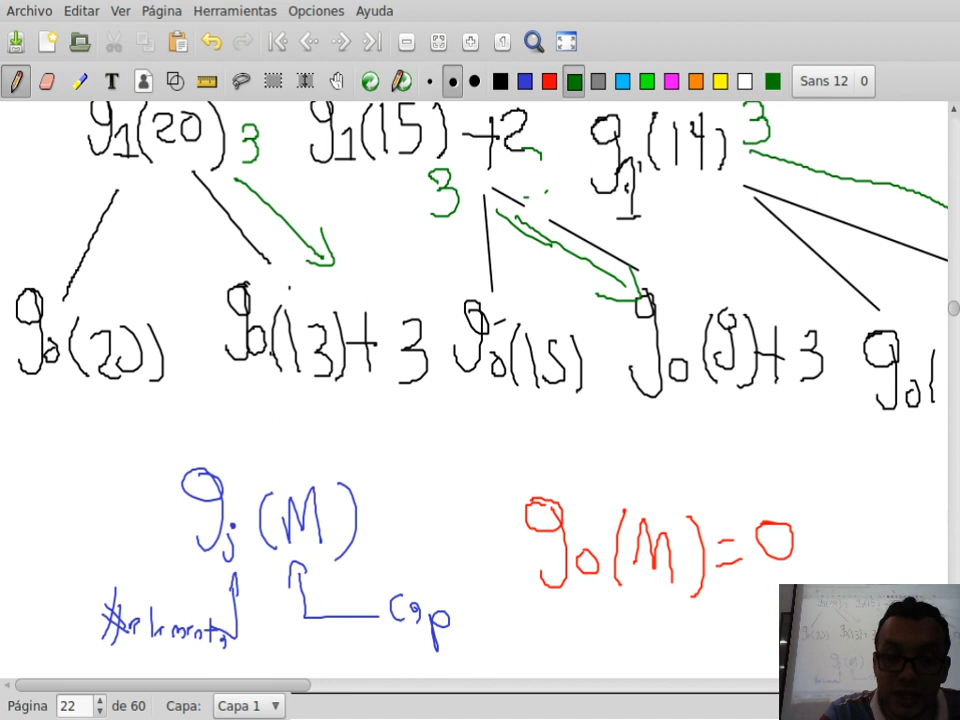 Archivo Editar Ver Página Herramientas Opciones Ayuda
Sans 12 0
g₁(20) 3 g₁(15)+2 3 g₁(14) 3
g₀(20) g₀(13)+3 g₀(15) g₀(9)+3 g₀(
gⱼ(M) g₀(M)=0
Cap
Página 22 de 60 Capa: Capa 1